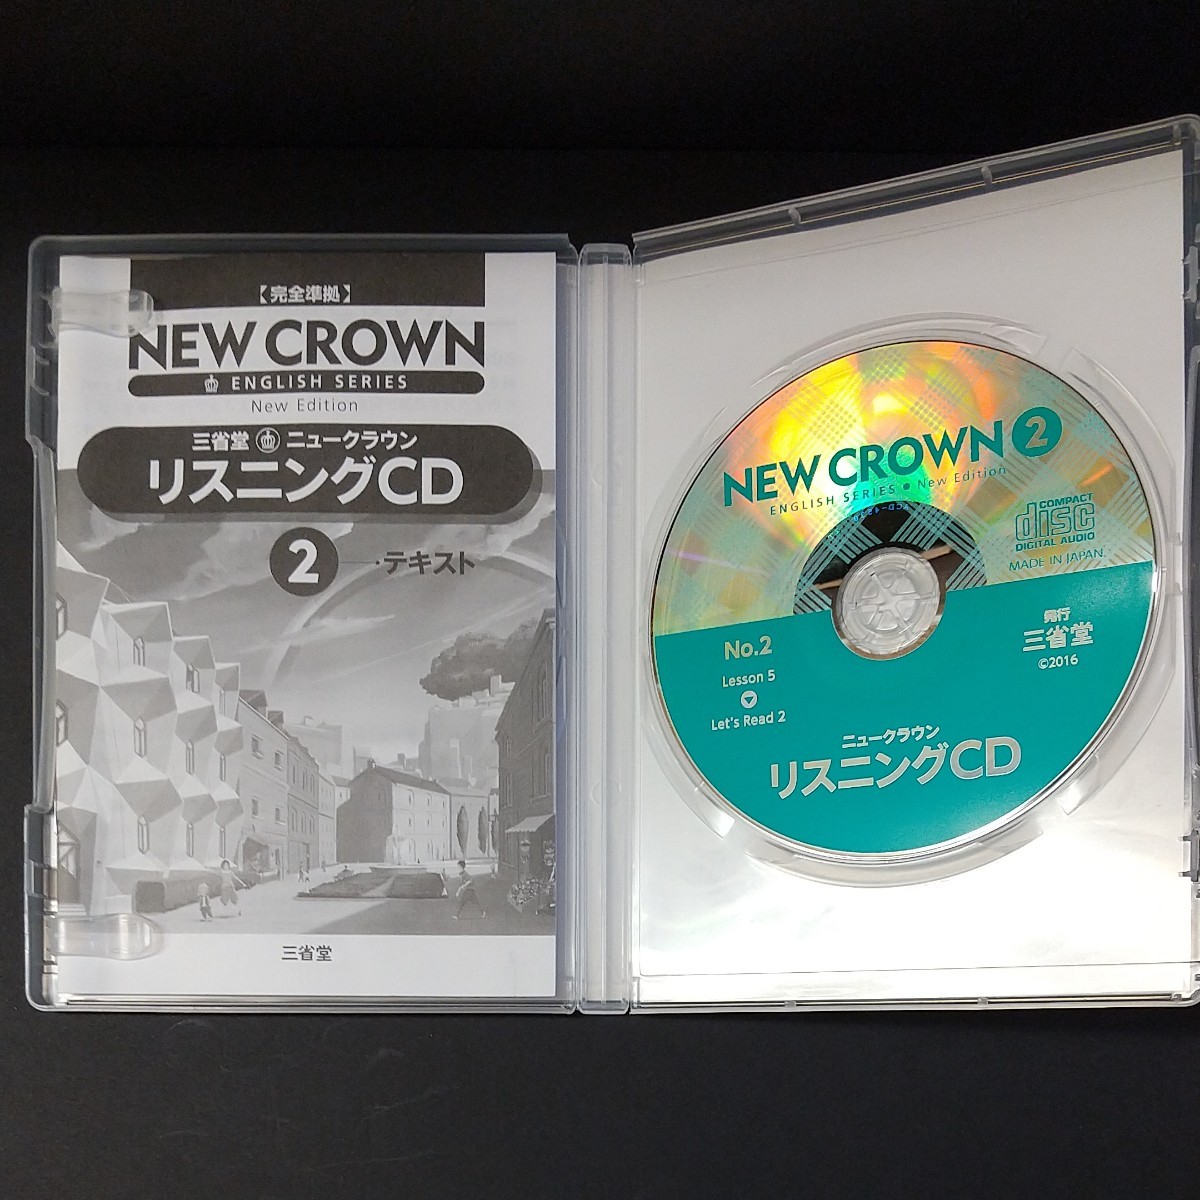 【完全準拠】
NEW CROWN
ENGLISH SERIES
New Edition
三省堂 ニュークラウン
リスニングCD
2 テキスト
三省堂
NEW CROWN 2
ENGLISH SERIES • New Edition
COMPACT
disc
DIGITAL AUDIO
MADE IN JAPAN.
No.2
Lesson 5
Let's Read 2
発行
三省堂
©2016
ニュークラウン
リスニングCD